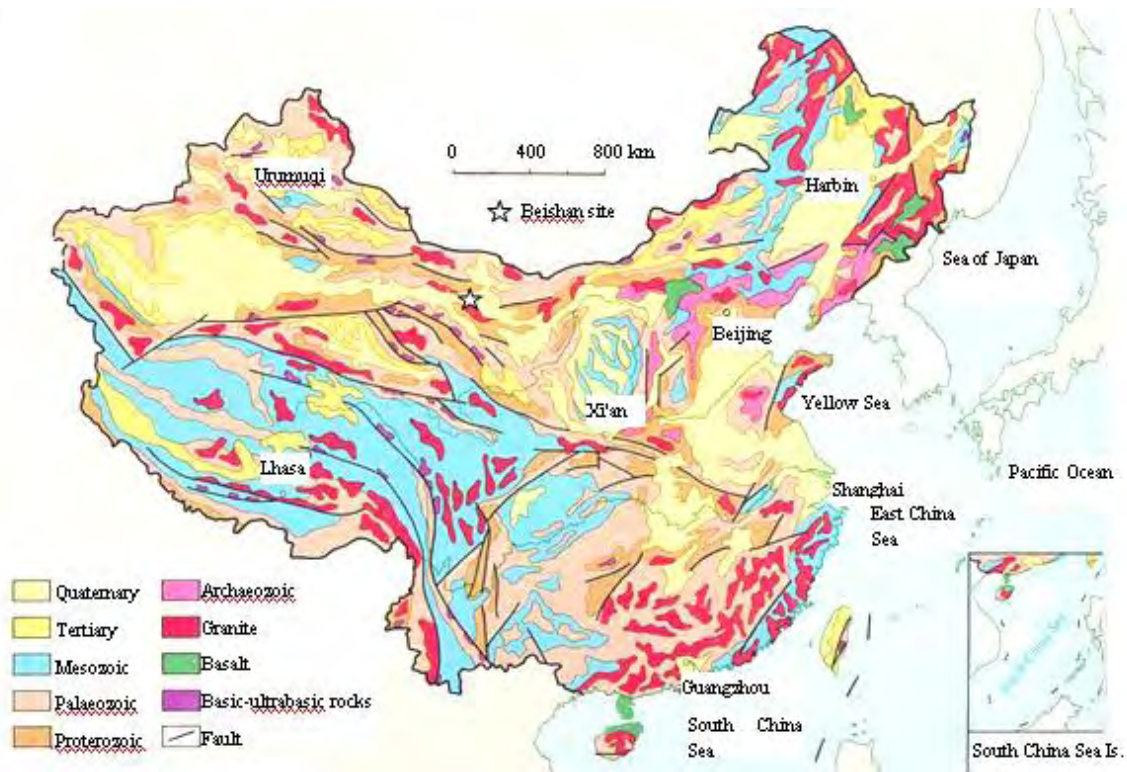 0 400 800 km
Urumuqi
Harbin
Beishan site
Sea of Japan
Beijing
Xi'an
Yellow Sea
Lhasa
Pacific Ocean
Shanghai
East China
Sea
Quaternary
Archaeozoic
Tertiary
Granite
Mesozoic
Basalt
Palaeozoic
Basic-ultrabasic rocks
Proterozoic
Fault
Guangzhou
South China
Sea
South China Sea Is.